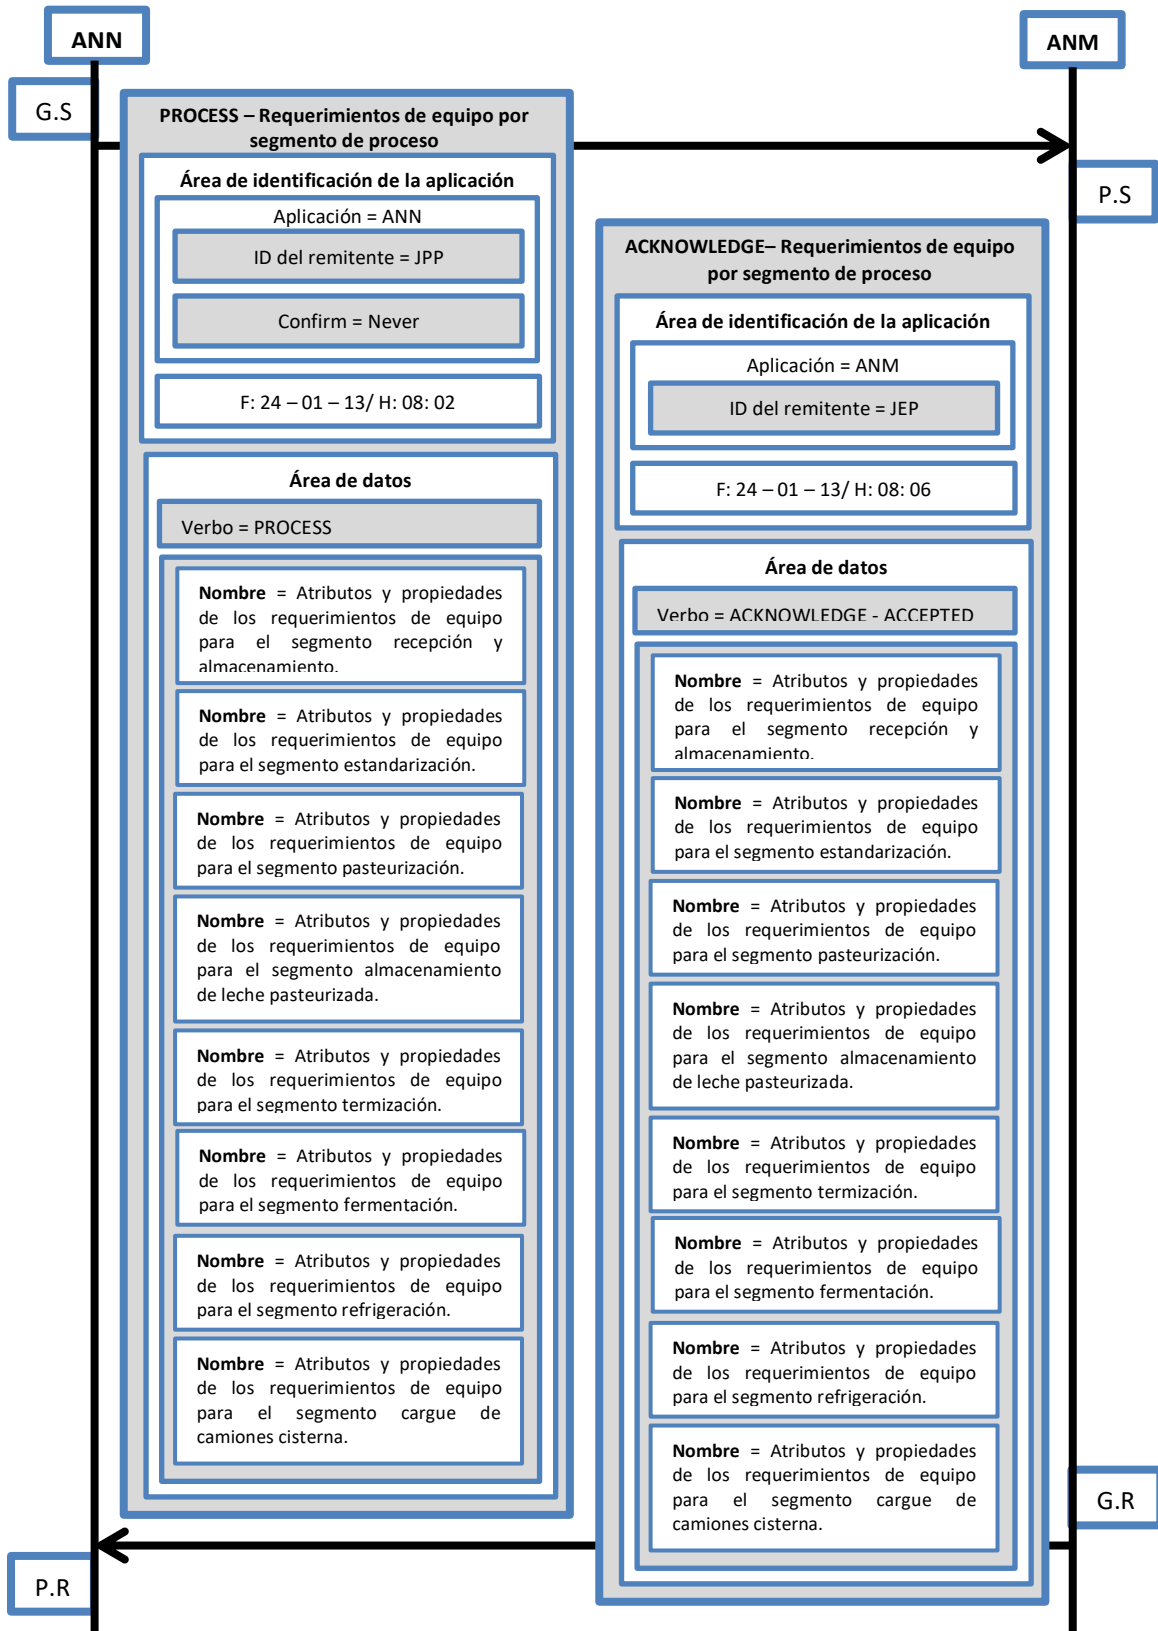 ANN
ANM
G.S
P.S
PROCESS – Requerimientos de equipo por
segmento de proceso
Área de identificación de la aplicación
Aplicación = ANN
ID del remitente = JPP
Confirm = Never
F: 24 – 01 – 13/ H: 08: 02
Área de datos
Verbo = PROCESS
Nombre = Atributos y propiedades
de los requerimientos de equipo
para el segmento recepción y
almacenamiento.
Nombre = Atributos y propiedades
de los requerimientos de equipo
para el segmento estandarización.
Nombre = Atributos y propiedades
de los requerimientos de equipo
para el segmento pasteurización.
Nombre = Atributos y propiedades
de los requerimientos de equipo
para el segmento almacenamiento
de leche pasteurizada.
Nombre = Atributos y propiedades
de los requerimientos de equipo
para el segmento termización.
Nombre = Atributos y propiedades
de los requerimientos de equipo
para el segmento fermentación.
Nombre = Atributos y propiedades
de los requerimientos de equipo
para el segmento refrigeración.
Nombre = Atributos y propiedades
de los requerimientos de equipo
para el segmento cargue de
camiones cisterna.
ACKNOWLEDGE– Requerimientos de equipo
por segmento de proceso
Área de identificación de la aplicación
Aplicación = ANM
ID del remitente = JEP
F: 24 – 01 – 13/ H: 08: 06
Área de datos
Verbo = ACKNOWLEDGE - ACCEPTED
Nombre = Atributos y propiedades
de los requerimientos de equipo
para el segmento recepción y
almacenamiento.
Nombre = Atributos y propiedades
de los requerimientos de equipo
para el segmento estandarización.
Nombre = Atributos y propiedades
de los requerimientos de equipo
para el segmento pasteurización.
Nombre = Atributos y propiedades
de los requerimientos de equipo
para el segmento almacenamiento
de leche pasteurizada.
Nombre = Atributos y propiedades
de los requerimientos de equipo
para el segmento termización.
Nombre = Atributos y propiedades
de los requerimientos de equipo
para el segmento fermentación.
Nombre = Atributos y propiedades
de los requerimientos de equipo
para el segmento refrigeración.
Nombre = Atributos y propiedades
de los requerimientos de equipo
para el segmento cargue de
camiones cisterna.
G.R
P.R